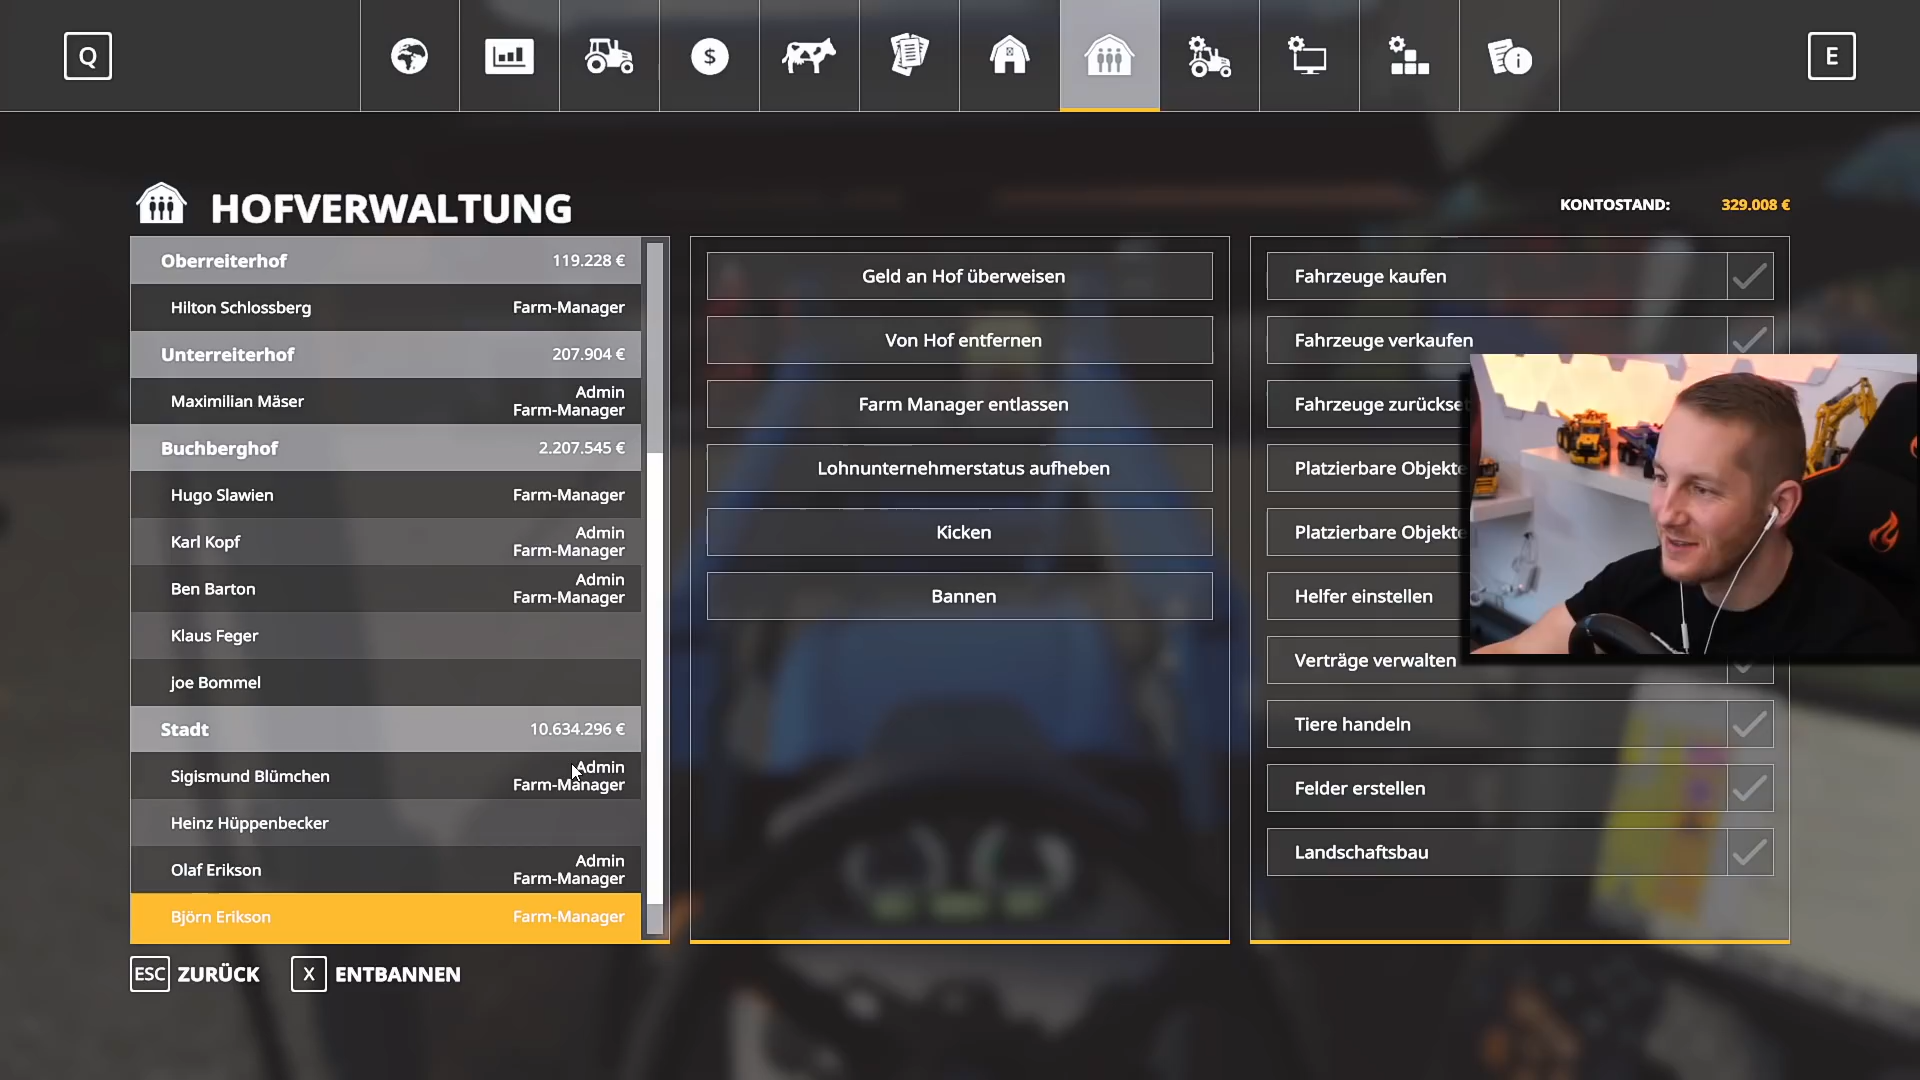 Q
E
HOFVERWALTUNG
KONTOSTAND: 329.008 €
Oberreiterhof 119.228 €
Hilton Schlossberg Farm-Manager
Unterreiterhof 207.904 €
Maximilian Mäser Admin
Farm-Manager
Buchberghof 2.207.545 €
Hugo Slawien Farm-Manager
Karl Kopf Admin
Farm-Manager
Ben Barton Admin
Farm-Manager
Klaus Feger
joe Bommel
Stadt 10.634.296 €
Sigismund Blümchen Admin
Farm-Manager
Heinz Hüppenbecker
Olaf Erikson Admin
Farm-Manager
Björn Erikson Farm-Manager
Geld an Hof überweisen
Von Hof entfernen
Farm Manager entlassen
Lohnunternehmerstatus aufheben
Kicken
Bannen
Fahrzeuge kaufen
Fahrzeuge verkaufen
Fahrzeuge
Platzierbare Objekte
Platzierbare Objekte
Helfer einstellen
Verträge verwalten
Tiere handeln
Felder erstellen
Landschaftsbau
ESC ZURÜCK X ENTBANNEN